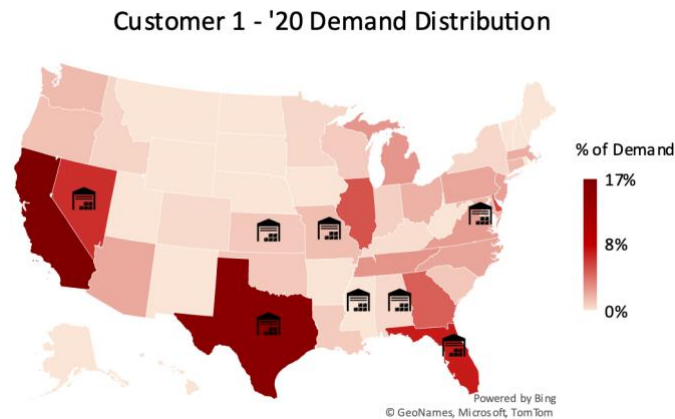 Customer 1 - '20 Demand Distribution
% of Demand
17%
8%
0%
Powered by Bing
© GeoNames, Microsoft, TomTom